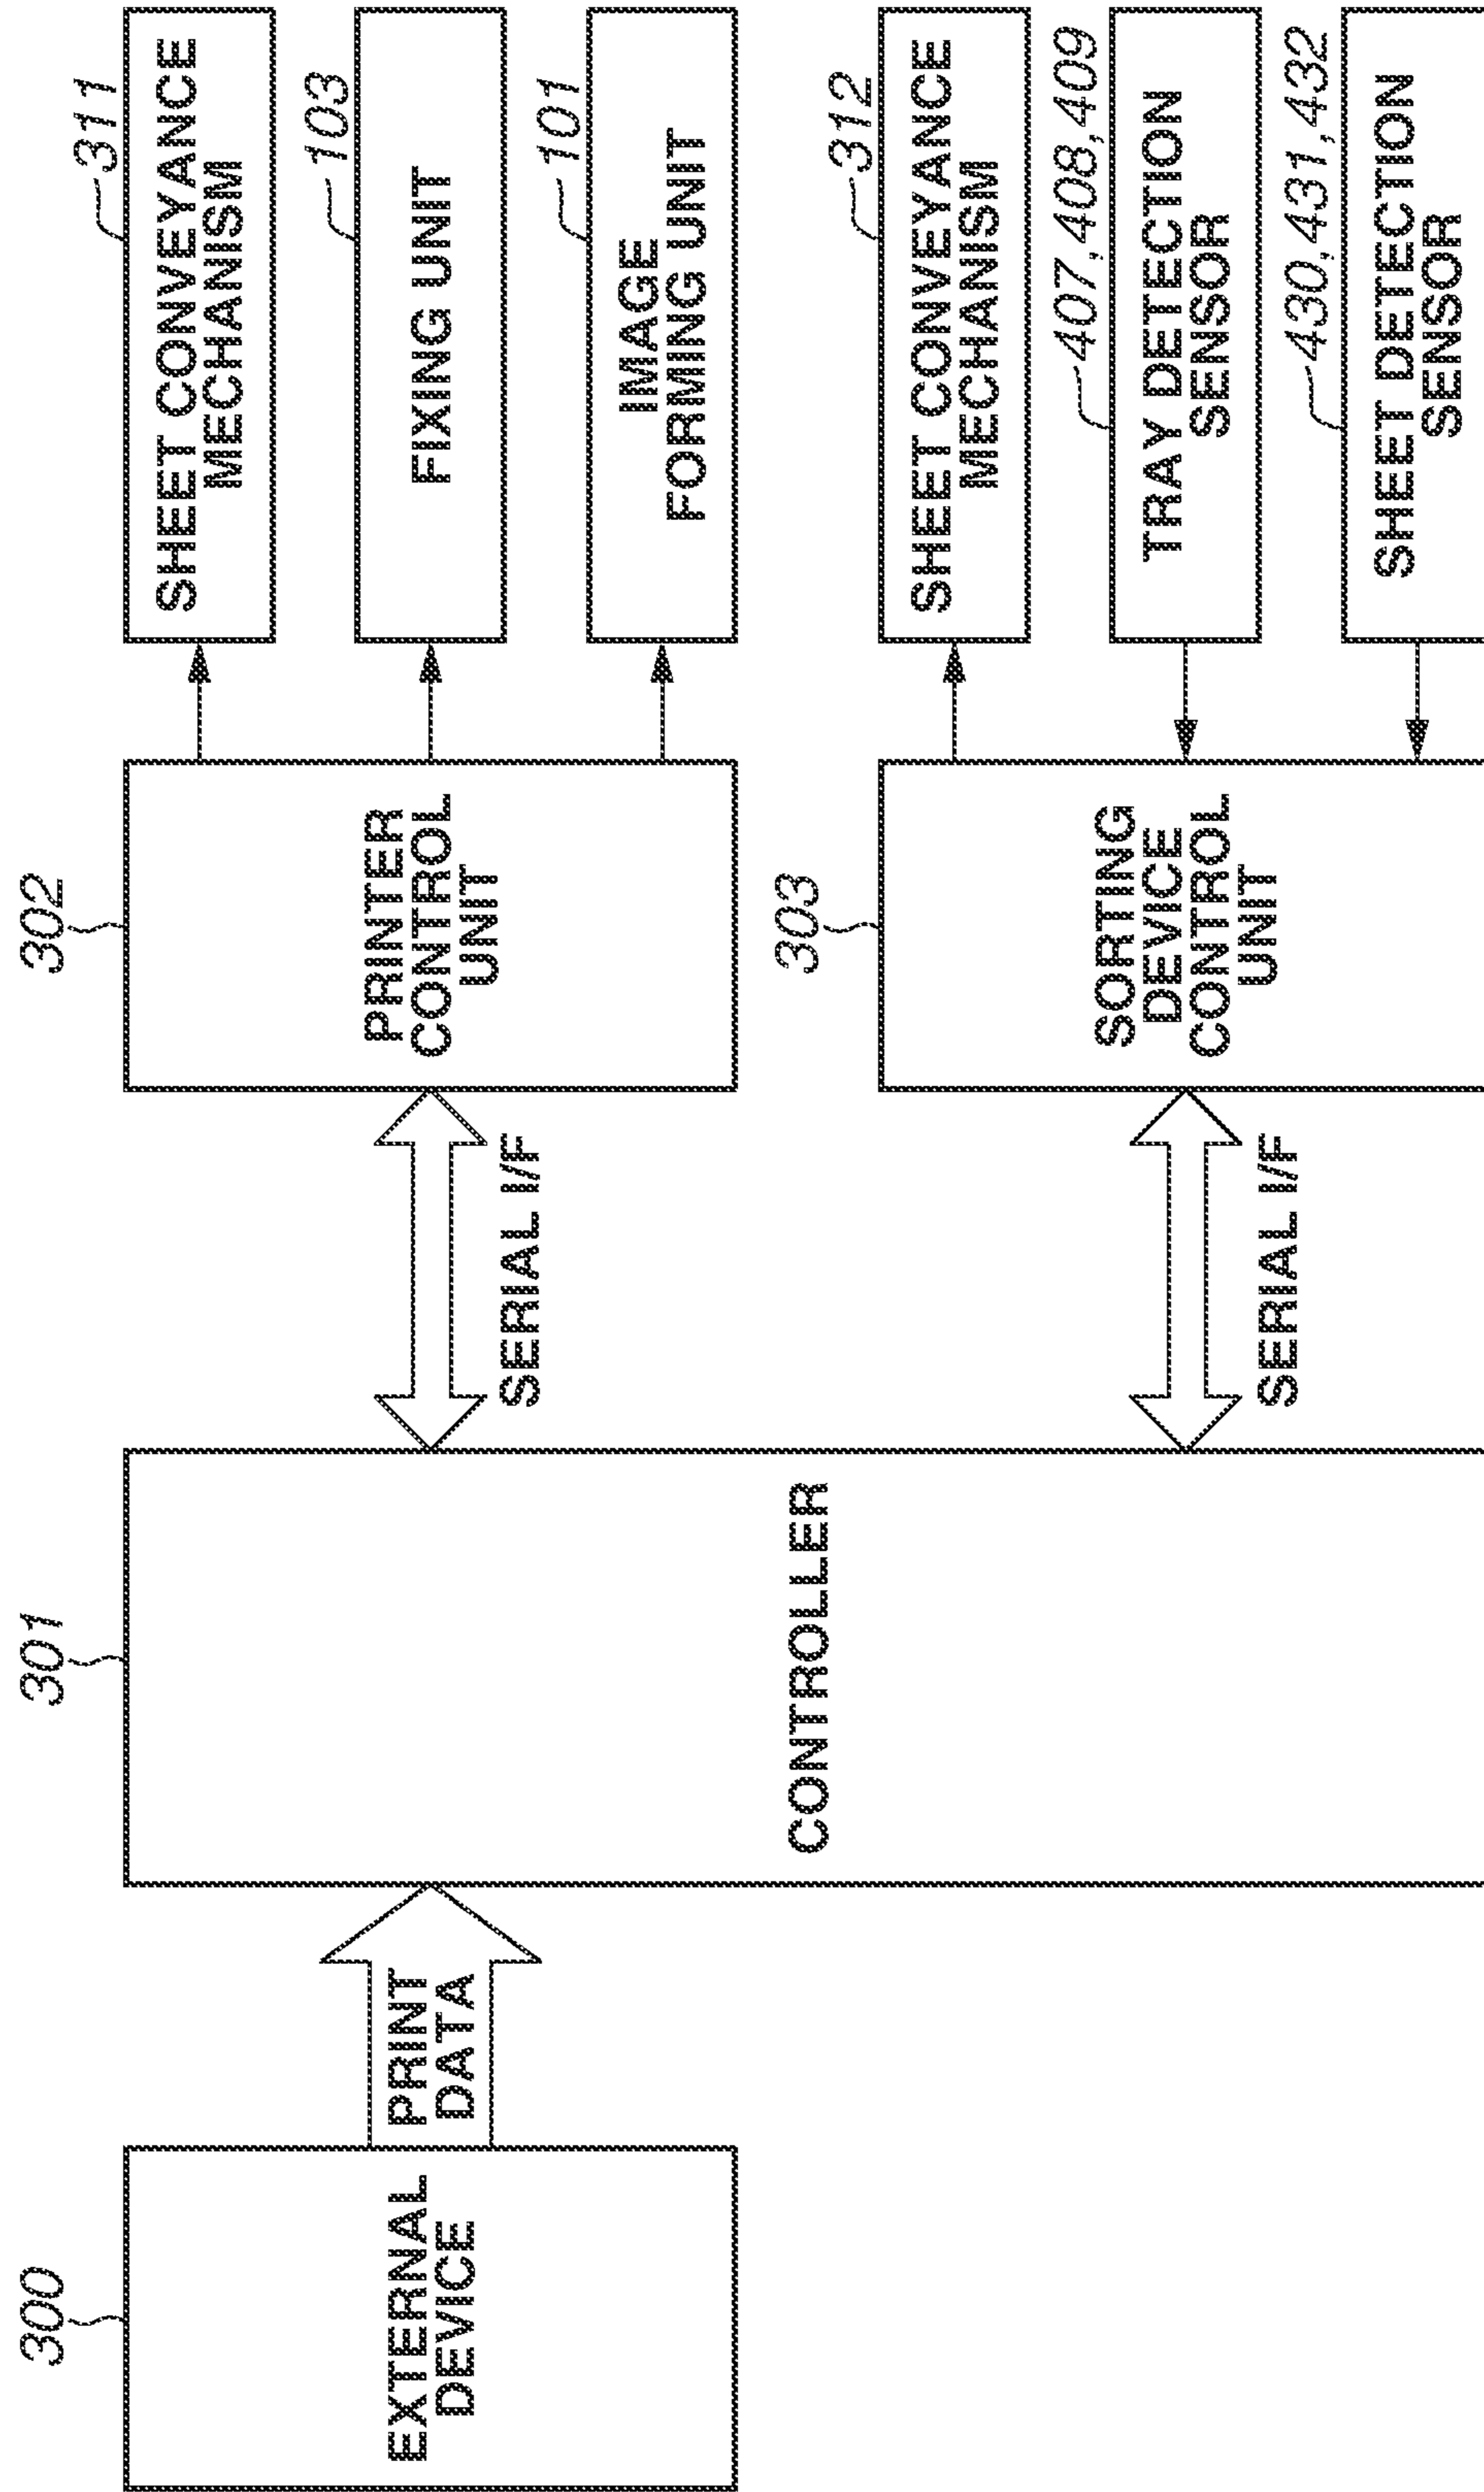 300
EXTERNAL
DEVICE
PRINT
DATA
301
CONTROLLER
SERIAL I/F
SERIAL I/F
302
PRINTER
CONTROL
UNIT
303
SORTING
DEVICE
CONTROL
UNIT
311
SHEET CONVEYANCE
MECHANISM
103
FIXING UNIT
101
IMAGE
FORMING UNIT
312
SHEET CONVEYANCE
MECHANISM
407,408,409
TRAY DETECTION
SENSOR
430,431,432
SHEET DETECTION
SENSOR